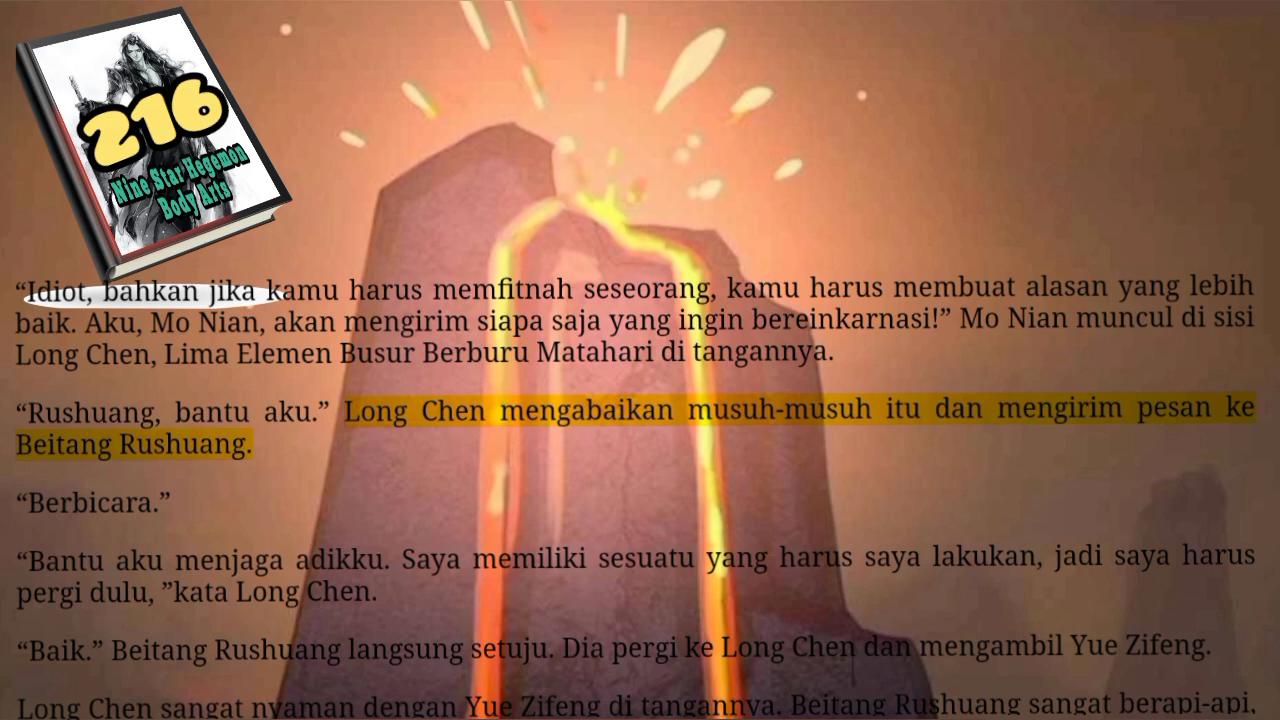 216
Nine Star Hegemon
Body Arts
“Idiot, bahkan jika kamu harus memfitnah seseorang, kamu harus membuat alasan yang lebih
baik. Aku, Mo Nian, akan mengirim siapa saja yang ingin bereinkarnasi!” Mo Nian muncul di sisi
Long Chen, Lima Elemen Busur Berburu Matahari di tangannya.
“Rushuang, bantu aku.” Long Chen mengabaikan musuh-musuh itu dan mengirim pesan ke
Beitang Rushuang.
“Berbicara.”
“Bantu aku menjaga adikku. Saya memiliki sesuatu yang harus saya lakukan, jadi saya harus
pergi dulu, ”kata Long Chen.
“Baik.” Beitang Rushuang langsung setuju. Dia pergi ke Long Chen dan mengambil Yue Zifeng.
Long Chen sangat nyaman dengan Yue Zifeng di tangannya. Beitang Rushuang sangat berapi-api,